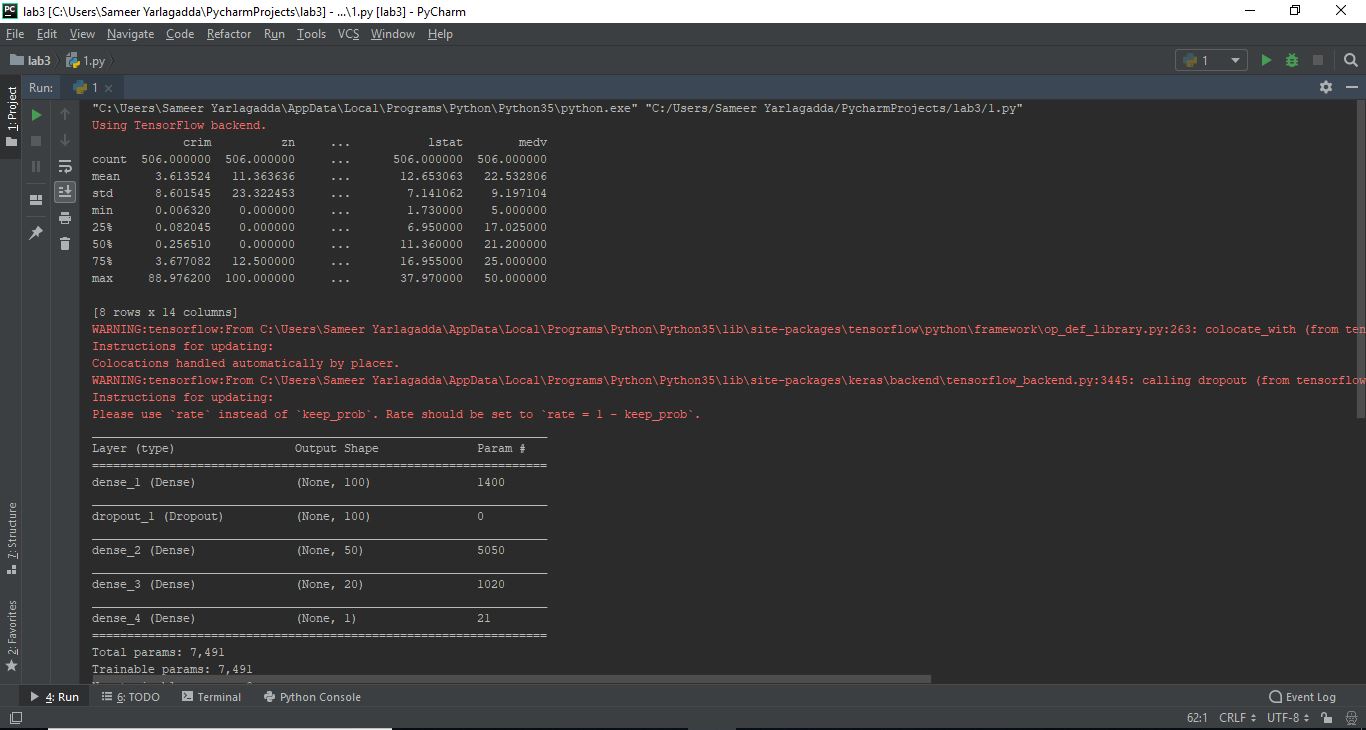 lab3 [C:\Users\Sameer Yarlagadda\PycharmProjects\lab3] - ...\1.py [lab3] - PyCharm
File Edit View Navigate Code Refactor Run Tools VCS Window Help
lab3 1.py 1
Run: 1
1: Project
"C:\Users\Sameer Yarlagadda\AppData\Local\Programs\Python\Python35\python.exe" "C:/Users/Sameer Yarlagadda/PycharmProjects/lab3/1.py"
Using TensorFlow backend.
crim zn ... lstat medv
count 506.000000 506.000000 ... 506.000000 506.000000
mean 3.613524 11.363636 ... 12.653063 22.532806
std 8.601545 23.322453 ... 7.141062 9.197104
min 0.006320 0.000000 ... 1.730000 5.000000
25% 0.082045 0.000000 ... 6.950000 17.025000
50% 0.256510 0.000000 ... 11.360000 21.200000
75% 3.677082 12.500000 ... 16.955000 25.000000
max 88.976200 100.000000 ... 37.970000 50.000000
[8 rows x 14 columns]
WARNING:tensorflow:From C:\Users\Sameer Yarlagadda\AppData\Local\Programs\Python\Python35\lib\site-packages\tensorflow\python\framework\op_def_library.py:263: colocate_with (from ten
Instructions for updating:
Colocations handled automatically by placer.
WARNING:tensorflow:From C:\Users\Sameer Yarlagadda\AppData\Local\Programs\Python\Python35\lib\site-packages\keras\backend\tensorflow_backend.py:3445: calling dropout (from tensorflow
Instructions for updating:
Please use `rate` instead of `keep_prob`. Rate should be set to `rate = 1 - keep_prob`.
Layer (type) Output Shape Param #
dense_1 (Dense) (None, 100) 1400
dropout_1 (Dropout) (None, 100) 0
dense_2 (Dense) (None, 50) 5050
dense_3 (Dense) (None, 20) 1020
dense_4 (Dense) (None, 1) 21
Total params: 7,491
Trainable params: 7,491
7: Structure
2: Favorites
4: Run 6: TODO Terminal Python Console Event Log
62:1 CRLF UTF-8